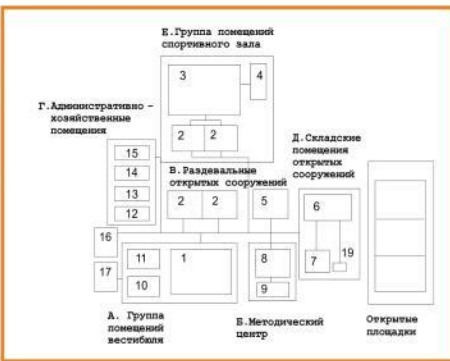 Е.Группа помещений
спортивного зала
3
4
2 2
Г.Административно –
хозяйственные
помещения
15
14
13
12
В.Раздевальные
открытых сооружений
2 2
5
Д.Складские
помещения
открытых
сооружений
6
7
19
16
17
11
10
1
8
9
А. Группа
помещений
вестибюля
Б.Методический
центр
Открытые
площадки